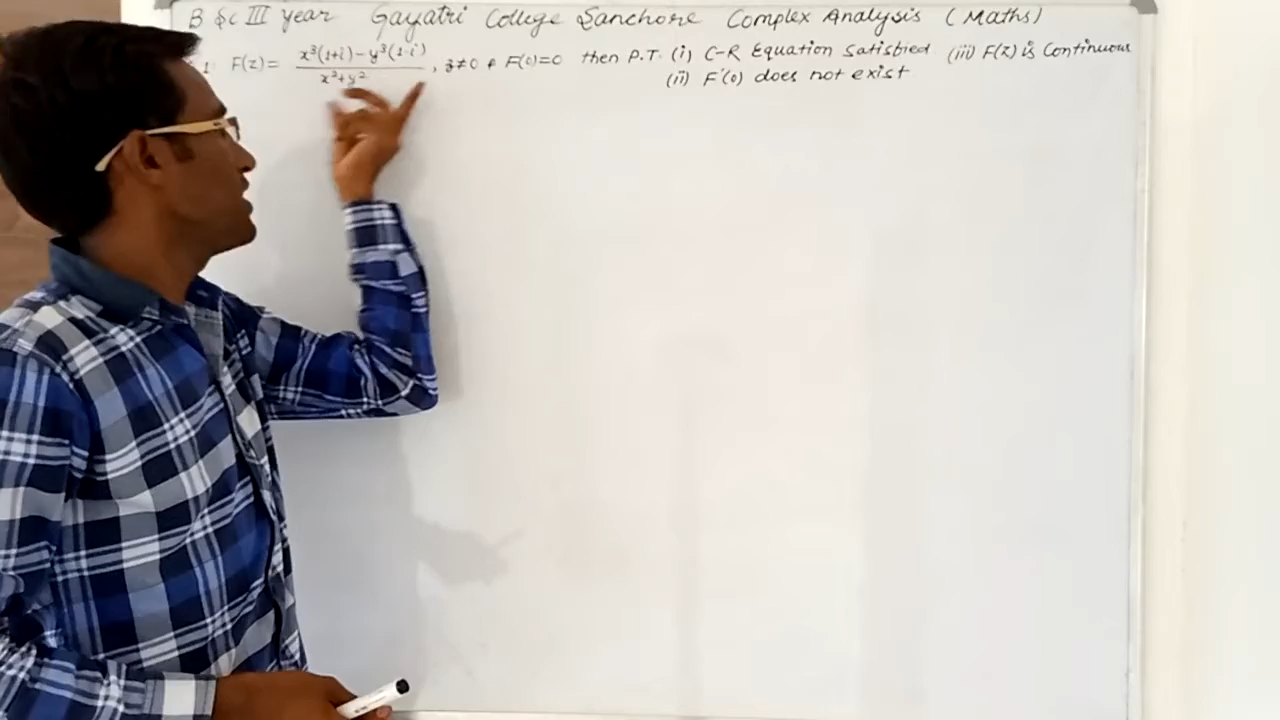 B Sc III year Gayatri College Sanchore Complex Analysis (Maths)
1 F(z)= x³(1+i)-y³(1-i) / x²+y² , z≠0 & F(0)=0 then P.T. (i) C-R Equation Satisfied (iii) F(z) is Continuous
(ii) F'(0) does not exist